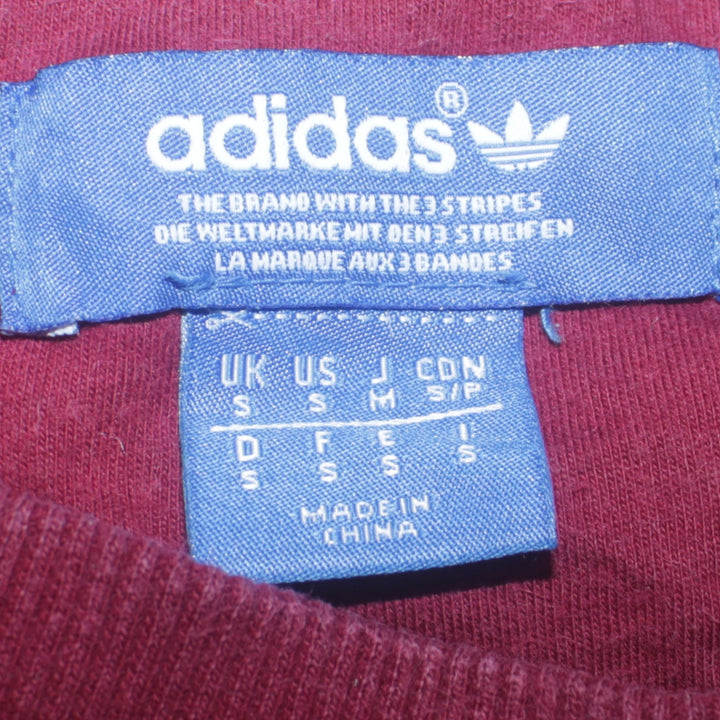 adidas®
THE BRAND WITH THE 3 STRIPES
DIE WELTMARKE MIT DEN 3 STREIFEN
LA MARQUE AUX 3 BANDES
UK US J CDN
S S M S/P
D F E I
S S S S
MADE IN
CHINA